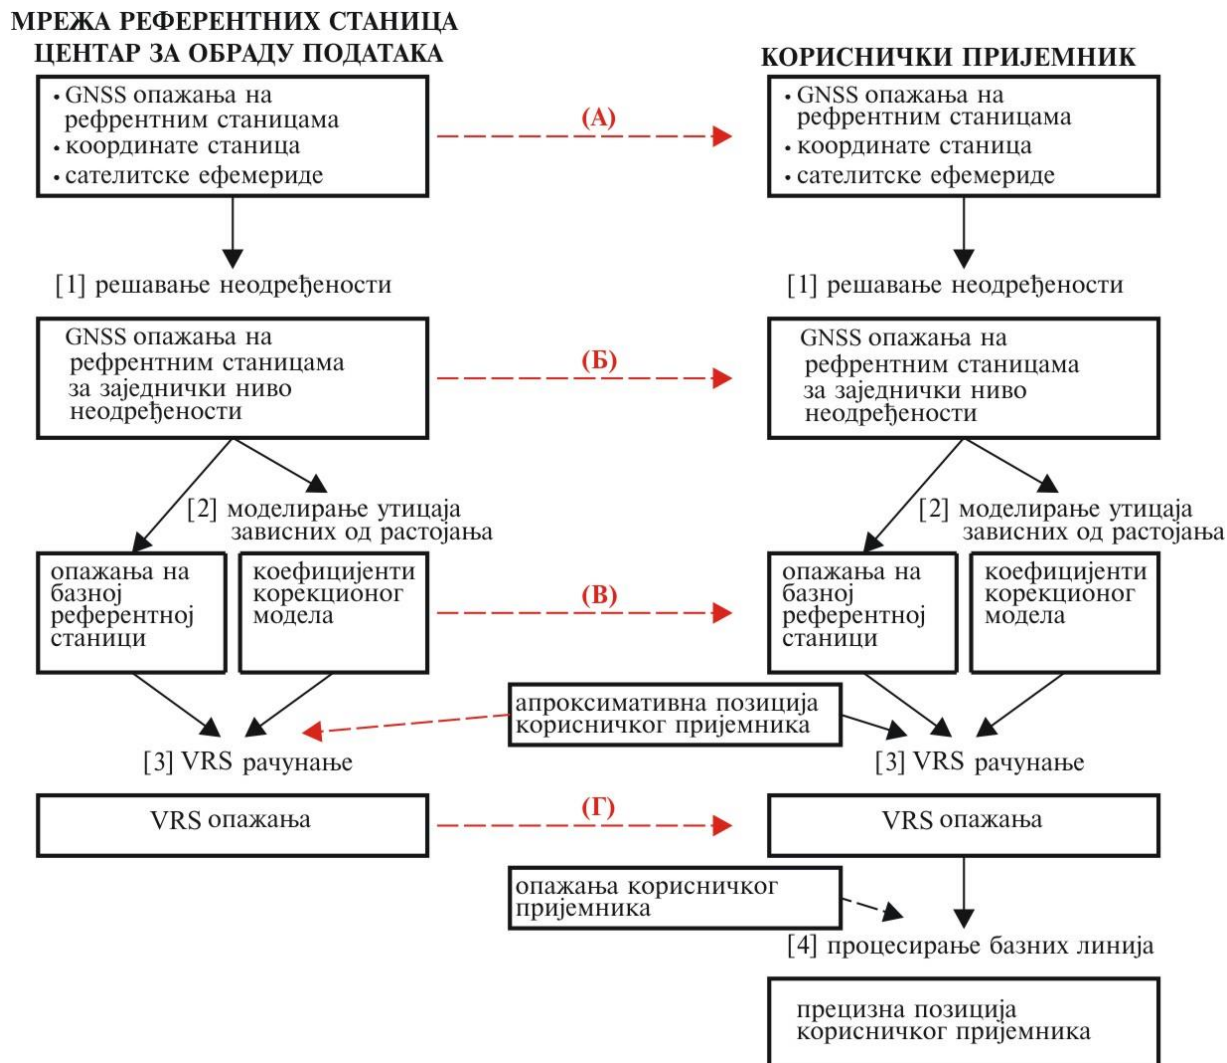 МРЕЖА РЕФЕРЕНТНИХ СТАНИЦА
ЦЕНТАР ЗА ОБРАДУ ПОДАТАКА
КОРИСНИЧКИ ПРИЈЕМНИК
• GNSS опажања на
рефрентним станицама
• координате станица
• сателитске ефемериде
(А)
• GNSS опажања на
рефрентним станицама
• координате станица
• сателитске ефемериде
[1] решавање неодређености
[1] решавање неодређености
GNSS опажања на
рефрентним станицама
за заједнички ниво
неодређености
(Б)
GNSS опажања на
рефрентним станицама
за заједнички ниво
неодређености
[2] моделирање утицаја
зависних од растојања
[2] моделирање утицаја
зависних од растојања
опажања на
базној
референтној
станици
коефицијенти
корекционог
модела
(В)
опажања на
базној
референтној
станици
коефицијенти
корекционог
модела
апроксимативна позиција
корисничког пријемника
[3] VRS рачунање
[3] VRS рачунање
VRS опажања
(Г)
VRS опажања
опажања корисничког
пријемника
[4] процесирање базних линија
прецизна позиција
корисничког пријемника